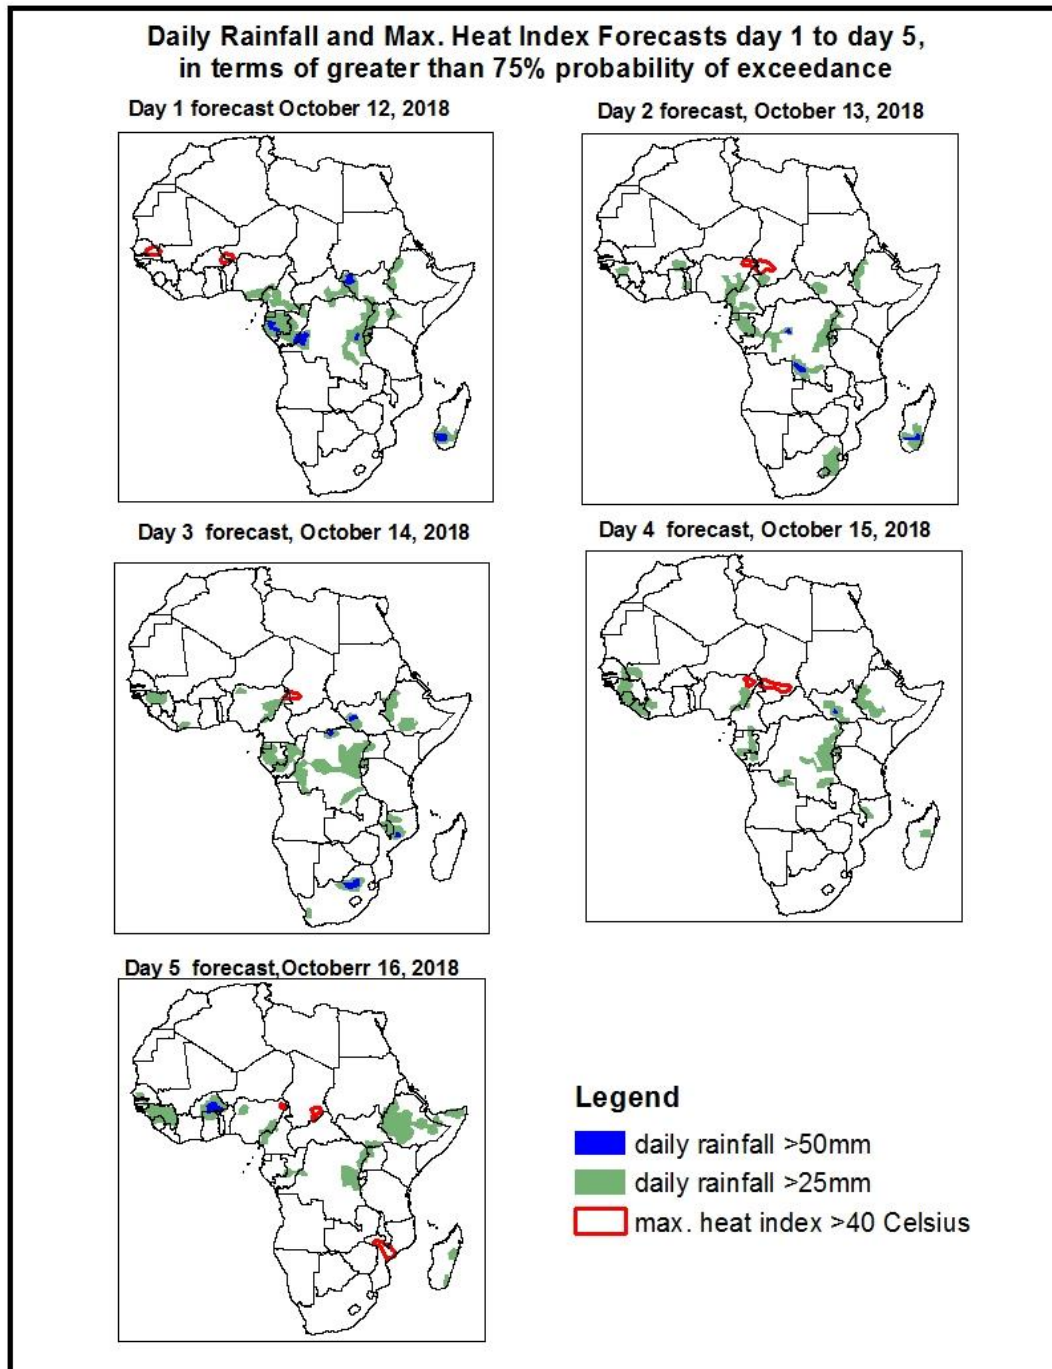 Daily Rainfall and Max. Heat Index Forecasts day 1 to day 5,
in terms of greater than 75% probability of exceedance
Day 1 forecast October 12, 2018
Day 2 forecast, October 13, 2018
Day 3 forecast, October 14, 2018
Day 4 forecast, October 15, 2018
Day 5 forecast,Octoberr 16, 2018
Legend
daily rainfall >50mm
daily rainfall >25mm
max. heat index >40 Celsius